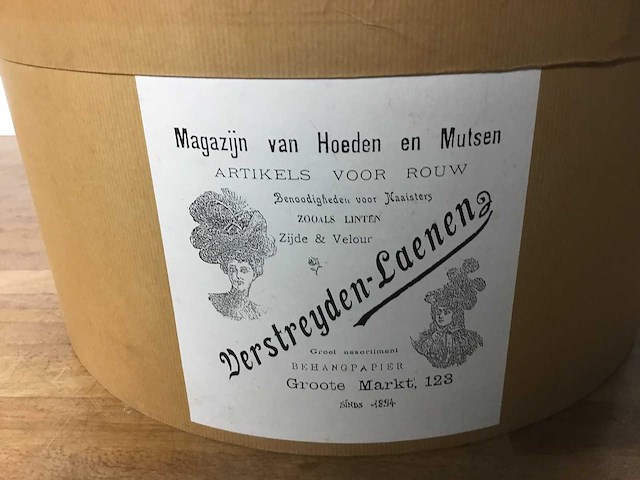 Magazijn van Hoeden en Mutsen
ARTIKELS VOOR ROUW
Benoodigheden voor Naaisters
ZOOALS LINTEN
Zijde & Velour
Verstreyden-Laenen
Groot assortiment
BEHANGPAPIER
Groote Markt, 123
SINDS -1894